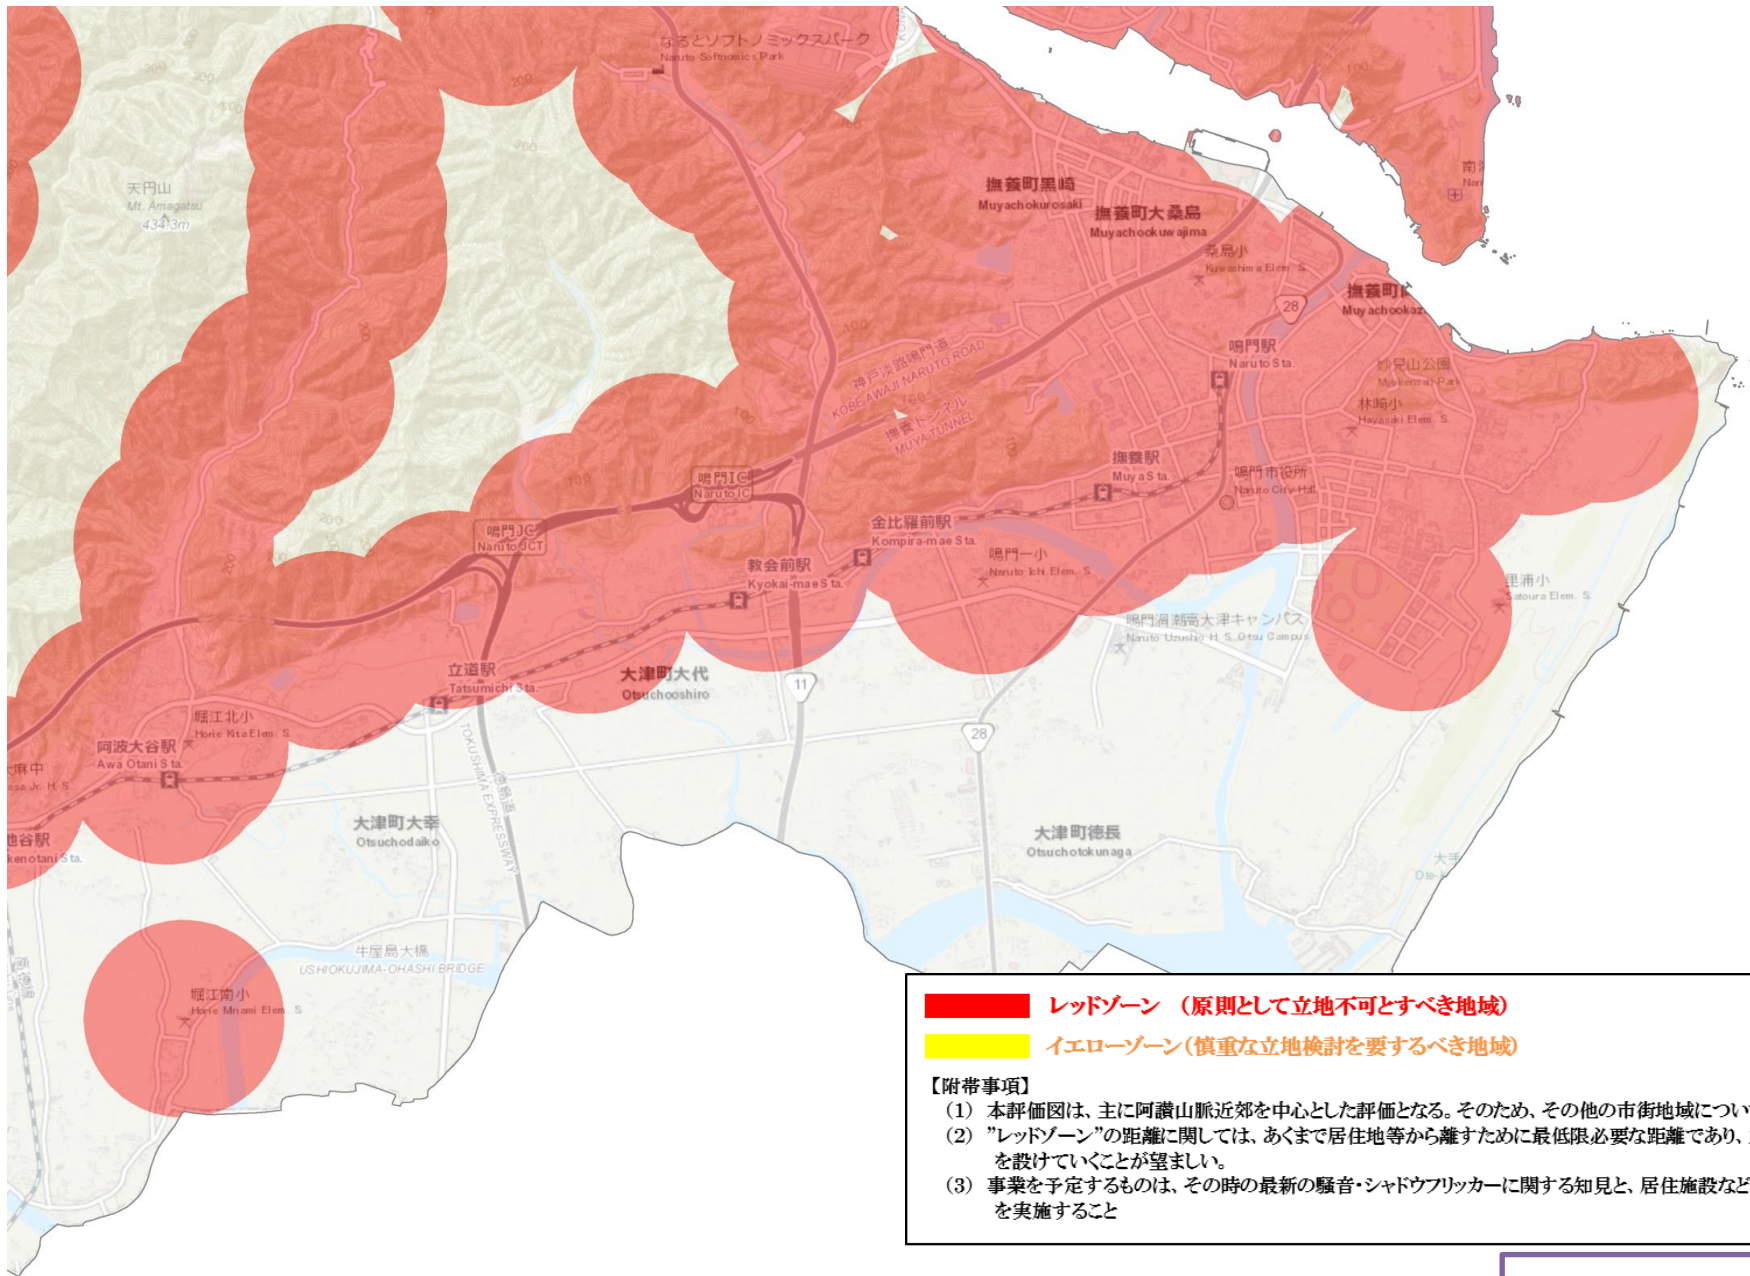 なるとソフトノミックスパーク
Naruto Softnomics Park
天円山
Mt. Amagatsu
434.3m
撫養町黒崎
Muyachokurosaki
撫養町大桑島
Muyachookuwajima
桑島小
Kuwashima Elem. S.
28
撫養町
Muyachookaz
鳴門駅
Naruto Sta.
妙見山公園
Myokensan Park
林崎小
Hayasaki Elem. S.
神戸淡路鳴門道
KOBE AWAJI NARUTO ROAD
撫養トンネル
MUYA TUNNEL
撫養駅
Muya Sta.
鳴門市役所
Naruto City Hall
鳴門IC
Naruto IC
鳴門JC
Naruto JCT
金比羅前駅
Kompira-mae Sta.
教会前駅
Kyokai-mae Sta.
鳴門一小
Naruto Ichi Elem. S.
里浦小
Satoura Elem. S.
鳴門渦潮高大津キャンパス
Naruto Uzushio H. S. Otsu Campus
立道駅
Tatsumichi Sta.
大津町大代
Otsuchooshiro
11
堀江北小
Horie Kita Elem. S.
阿波大谷駅
Awa Otani Sta.
麻中
asa Jr. H. S.
28
徳島道
TOKUSHIMA EXPRESSWAY
池谷駅
kenotani Sta.
大津町大幸
Otsuchodaiko
大津町徳長
Otsuchotokunaga
大手
Ote-
牛屋島大橋
USHIOKUJIMA-OHASHI BRIDGE
堀江南小
Horie Minami Elem. S.
レッドゾーン （原則として立地不可とすべき地域）
イエローゾーン（慎重な立地検討を要するべき地域）
【附帯事項】
（1） 本評価図は、主に阿讃山脈近郊を中心とした評価となる。そのため、その他の市街地域につい
（2） ”レッドゾーン”の距離に関しては、あくまで居住地等から離すために最低限必要な距離であり、
を設けていくことが望ましい。
（3） 事業を予定するものは、その時の最新の騒音・シャドウフリッカーに関する知見と、居住施設など
を実施すること